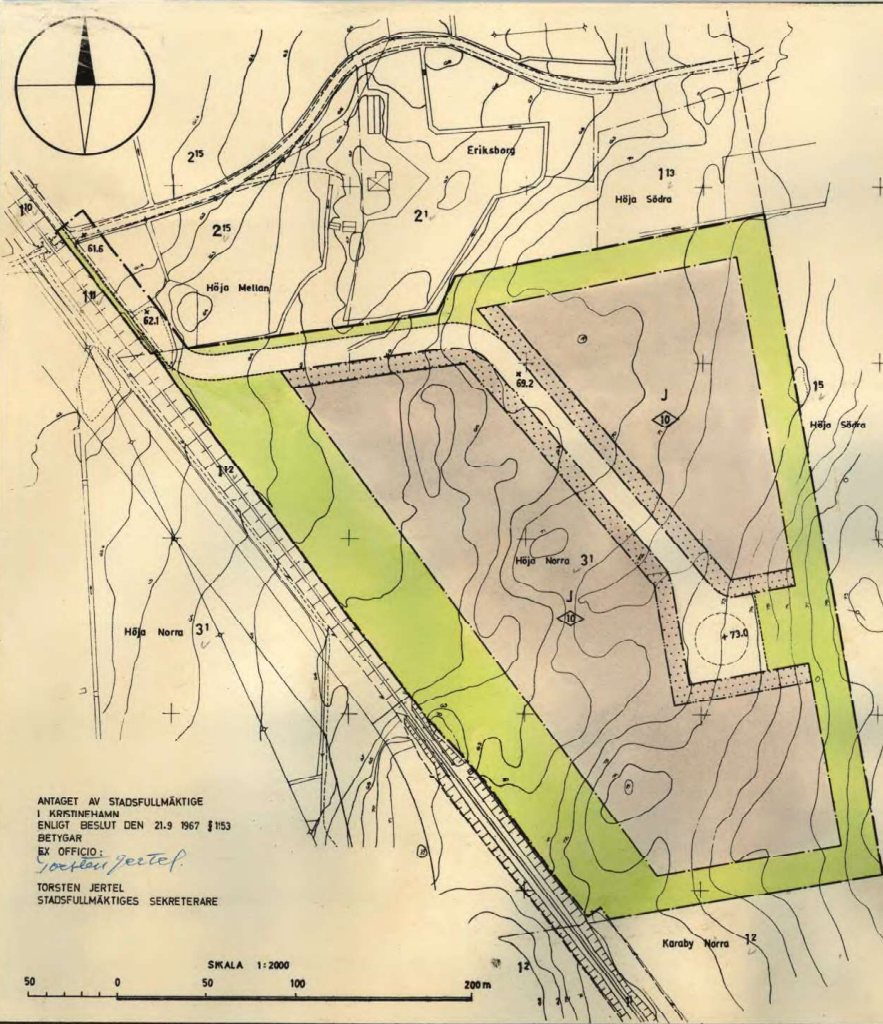 2¹⁵
Eriksborg
1¹³
Höja Södra
1¹⁰
2¹⁵
2¹
61.6
Höja Mellan
1¹¹
62.1
69.2
J
10
1⁵
Höja Södra
1¹²
Höja Norra 3¹
J
10
Höja Norra 3¹
73.0
ANTAGET AV STADSFULLMÄKTIGE
I KRISTINEHAMN
ENLIGT BESLUT DEN 21.9 1967 § 1153
BETYGAR
EX OFFICIO:
Torsten Jertel.
TORSTEN JERTEL
STADSFULLMÄKTIGES SEKRETERARE
Karaby Norra 1²
1²
SKALA 1:2000
50 0 50 100 200 m